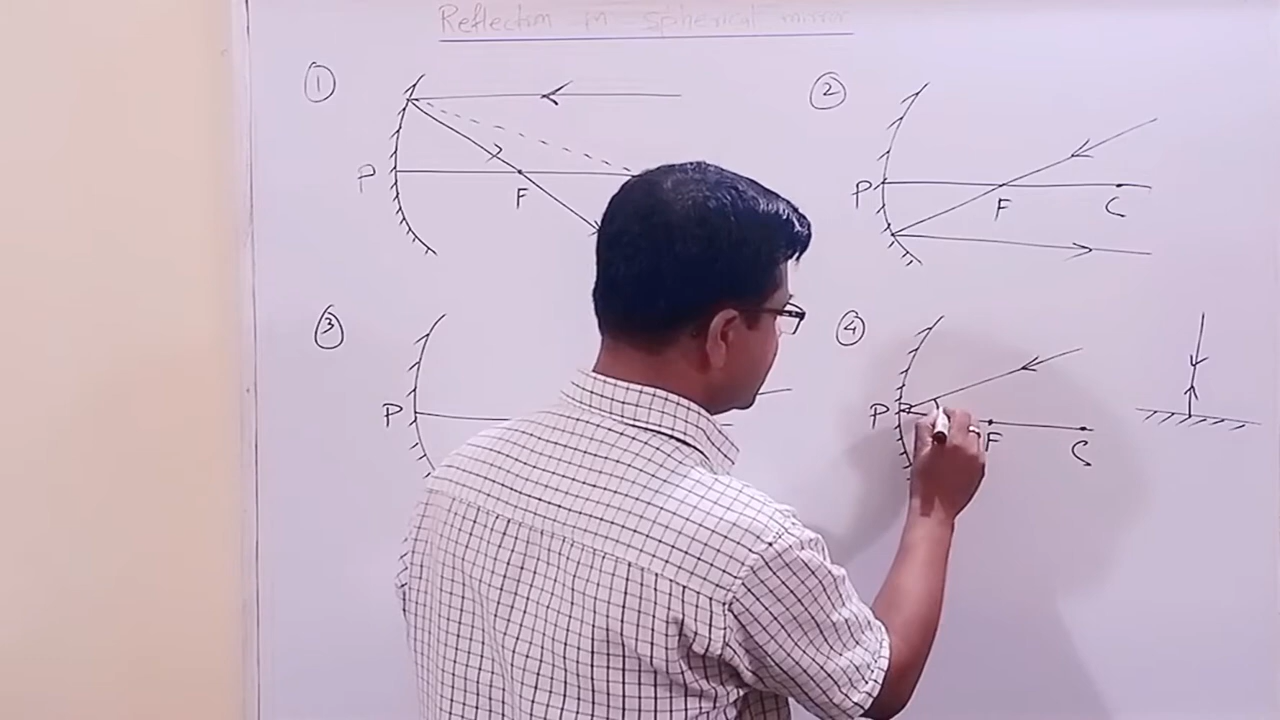 Reflection in spherical mirror
①
P
F
②
P
F
C
③
P
④
P
F
C